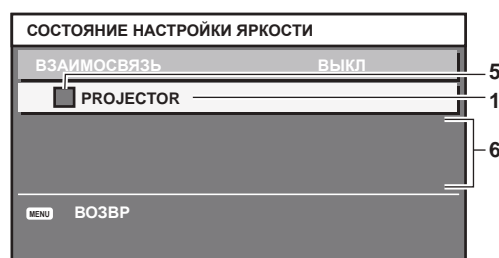 СОСТОЯНИЕ НАСТРОЙКИ ЯРКОСТИ
ВЗАИМОСВЯЗЬ ВЫКЛ
5
PROJECTOR 1
6
MENU ВОЗВР